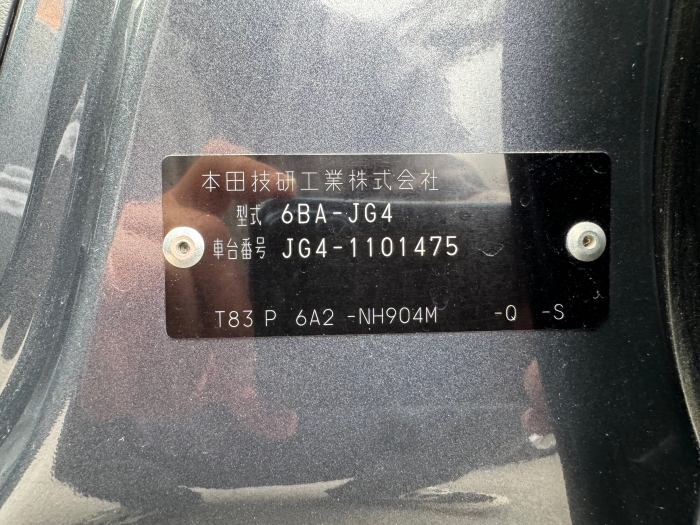 本田技研工業株式会社
型式 6BA-JG4
車台番号 JG4-1101475
T83 P 6A2 -NH904M -Q -S